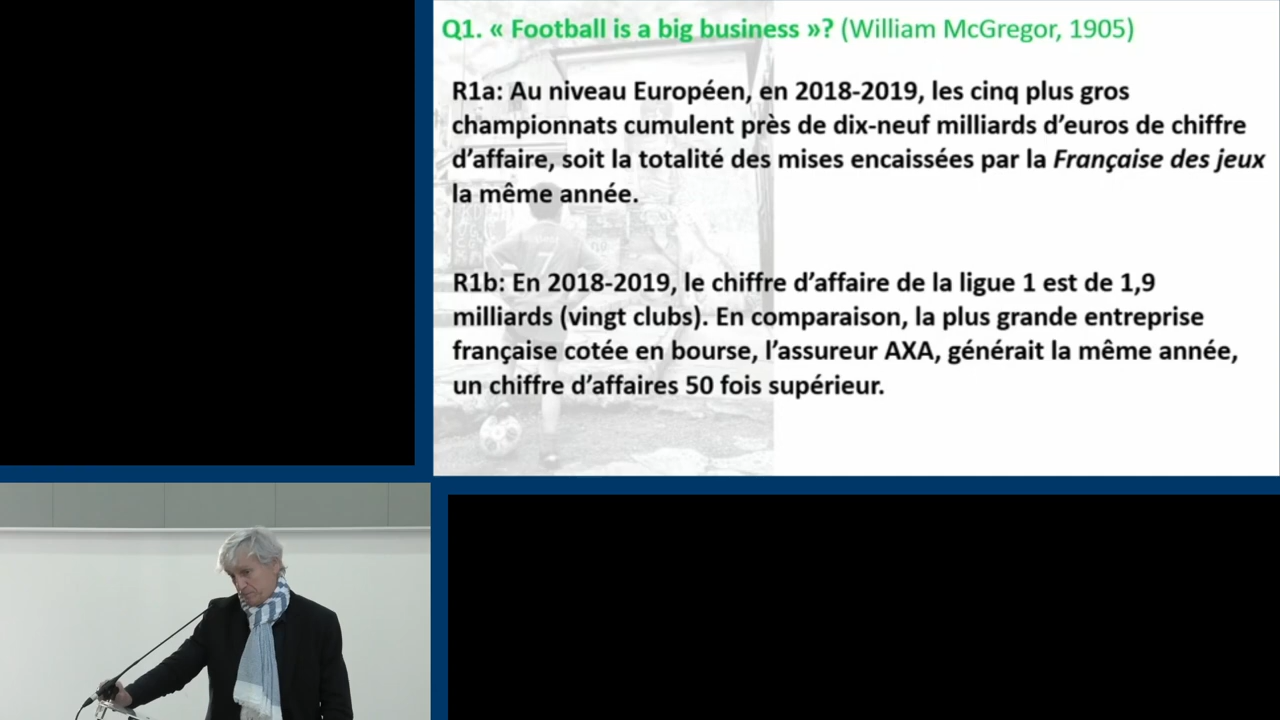 Q1. « Football is a big business »? (William McGregor, 1905)
R1a: Au niveau Européen, en 2018-2019, les cinq plus gros
championnats cumulent près de dix-neuf milliards d’euros de chiffre
d’affaire, soit la totalité des mises encaissées par la Française des jeux
la même année.
R1b: En 2018-2019, le chiffre d’affaire de la ligue 1 est de 1,9
milliards (vingt clubs). En comparaison, la plus grande entreprise
française cotée en bourse, l’assureur AXA, générait la même année,
un chiffre d’affaires 50 fois supérieur.